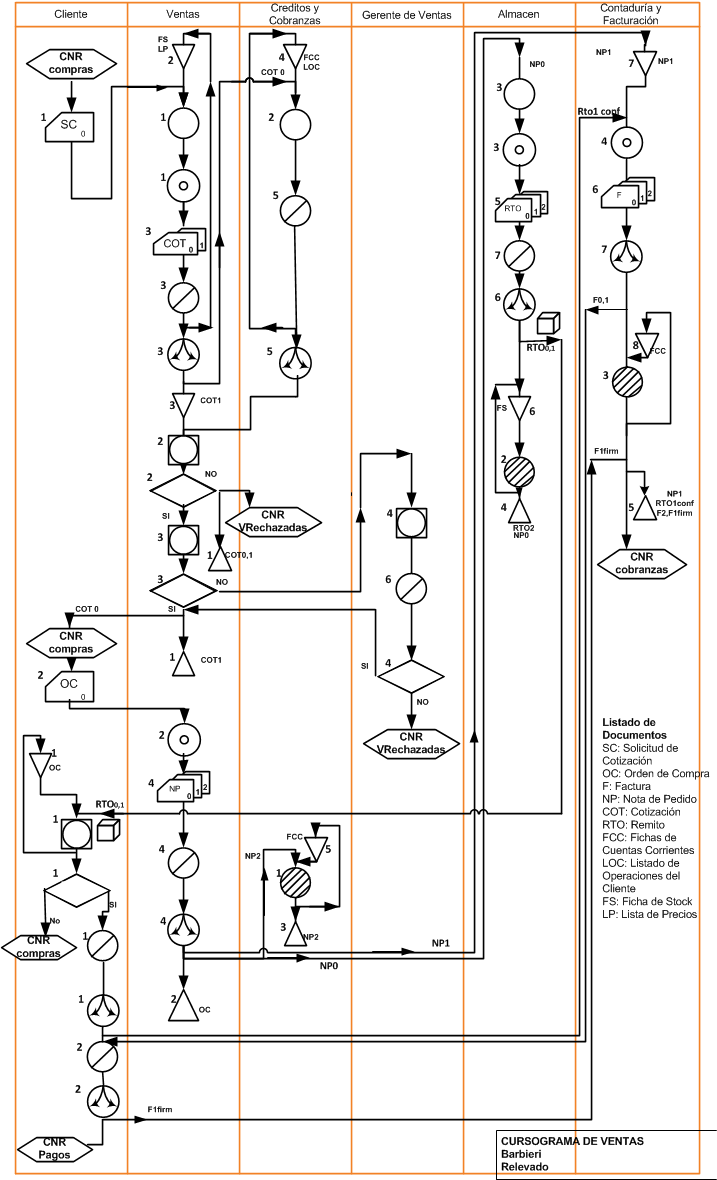 Cliente
Ventas
Creditos y
Cobranzas
Gerente de Ventas
Almacen
Contaduría y
Facturación
CNR
compras
1
SC
0
FS
LP
2
1
1
3
COT
0
1
3
3
3
COT1
2
2
NO
SI
3
3
NO
SI
CNR
VRechazadas
1
COT0,1
COT 0
4
FCC
LOC
2
5
5
4
6
4
SI
NO
CNR
VRechazadas
NP0
3
3
5
RTO
0
1
2
7
6
RTO0,1
FS
6
2
4
RTO2
NP0
NP1
7
NP1
Rto1 conf
4
6
F
0
1
2
7
F0,1
8
FCC
3
F1firm
5
NP1
RTO1conf
F2,F1firm
CNR
cobranzas
COT 0
CNR
compras
2
OC
0
1
COT1
2
4
NP
0
1
2
4
4
2
OC
1
OC
RTO0,1
1
1
No
SI
CNR
compras
1
1
2
2
CNR
Pagos
F1firm
FCC
5
NP2
1
3
NP2
NP1
NP0
Listado de
Documentos
SC: Solicitud de
Cotización
OC: Orden de Compra
F: Factura
NP: Nota de Pedido
COT: Cotización
RTO: Remito
FCC: Fichas de
Cuentas Corrientes
LOC: Listado de
Operaciones del
Cliente
FS: Ficha de Stock
LP: Lista de Precios
CURSOGRAMA DE VENTAS
Barbieri
Relevado